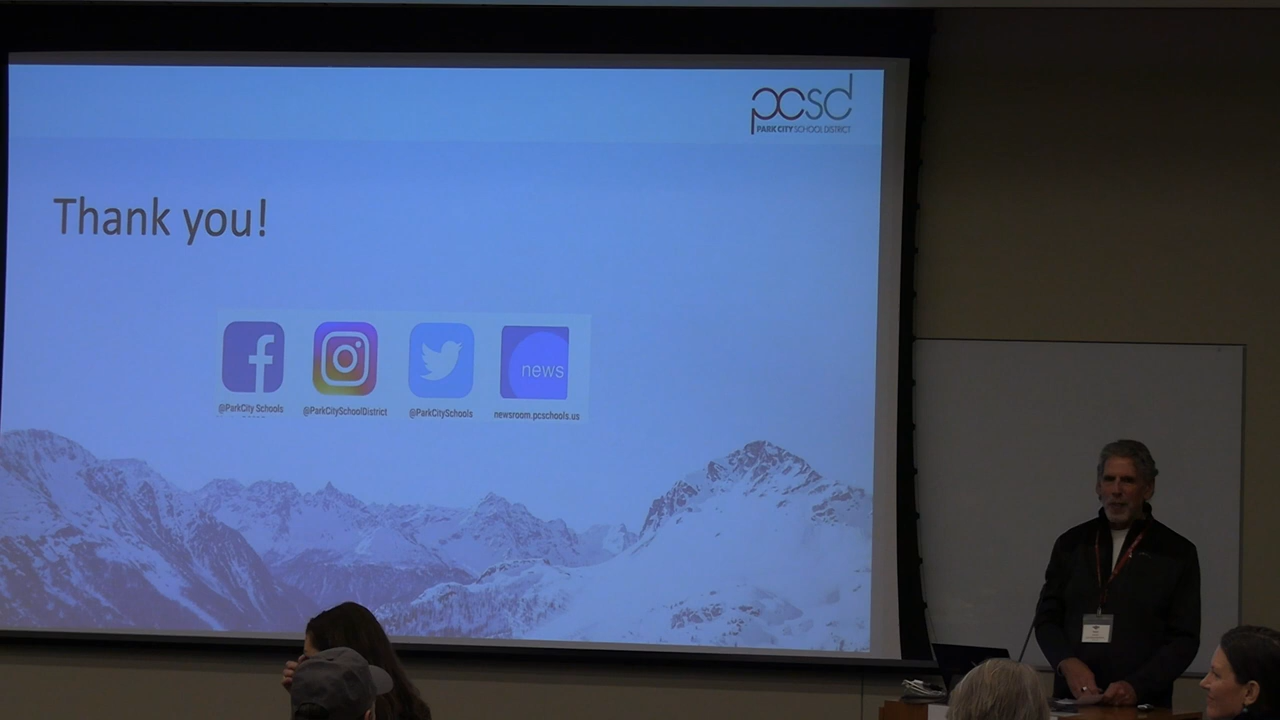 pcsd
PARK CITY SCHOOL DISTRICT
Thank you!
news
@ParkCity Schools
@ParkCitySchoolDistrict
@ParkCitySchools
newsroom.pcschools.us